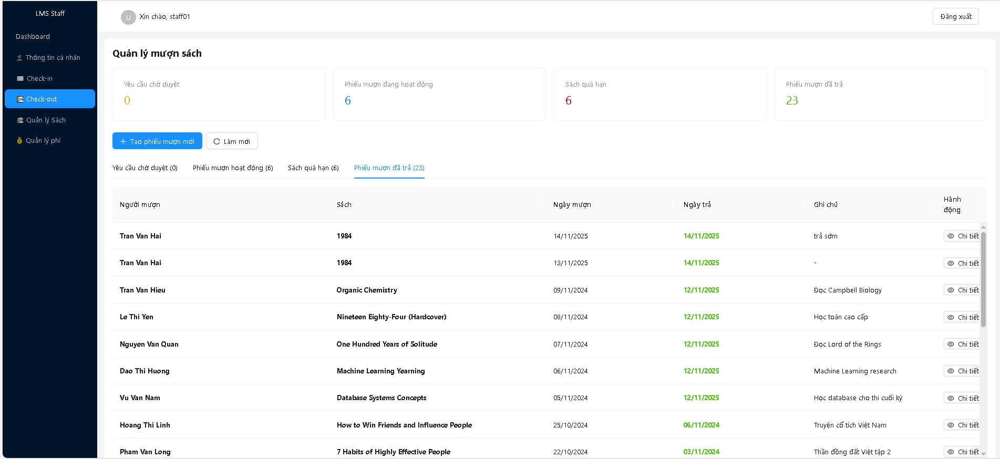 LMS Staff
Dashboard
Thông tin cá nhân
Check-in
Check-out
Quản lý Sách
Quản lý phí
U
Xin chào, staff01
Đăng xuất
Quản lý mượn sách
Yêu cầu chờ duyệt
0
Phiếu mượn đang hoạt động
6
Sách quá hạn
6
Phiếu mượn đã trả
23
Tạo phiếu mượn mới
Làm mới
Yêu cầu chờ duyệt (0) Phiếu mượn hoạt động (6) Sách quá hạn (6) Phiếu mượn đã trả (23)
Người mượn Sách Ngày mượn Ngày trả Ghi chú Hành động
Tran Van Hai 1984 14/11/2025 14/11/2025 trả sớm Chi tiết
Tran Van Hai 1984 13/11/2025 14/11/2025 - Chi tiết
Tran Van Hieu Organic Chemistry 09/11/2024 12/11/2025 Đọc Campbell Biology Chi tiết
Le Thi Yen Nineteen Eighty-Four (Hardcover) 08/11/2024 12/11/2025 Học toán cao cấp Chi tiết
Nguyen Van Quan One Hundred Years of Solitude 07/11/2024 12/11/2025 Đọc Lord of the Rings Chi tiết
Dao Thi Huong Machine Learning Yearning 06/11/2024 12/11/2025 Machine Learning research Chi tiết
Vu Van Nam Database Systems Concepts 05/11/2024 12/11/2025 Học database cho thi cuối kỳ Chi tiết
Hoang Thi Linh How to Win Friends and Influence People 25/10/2024 06/11/2024 Truyện cổ tích Việt Nam Chi tiết
Pham Van Long 7 Habits of Highly Effective People 22/10/2024 03/11/2024 Thần đồng đất Việt tập 2 Chi tiết